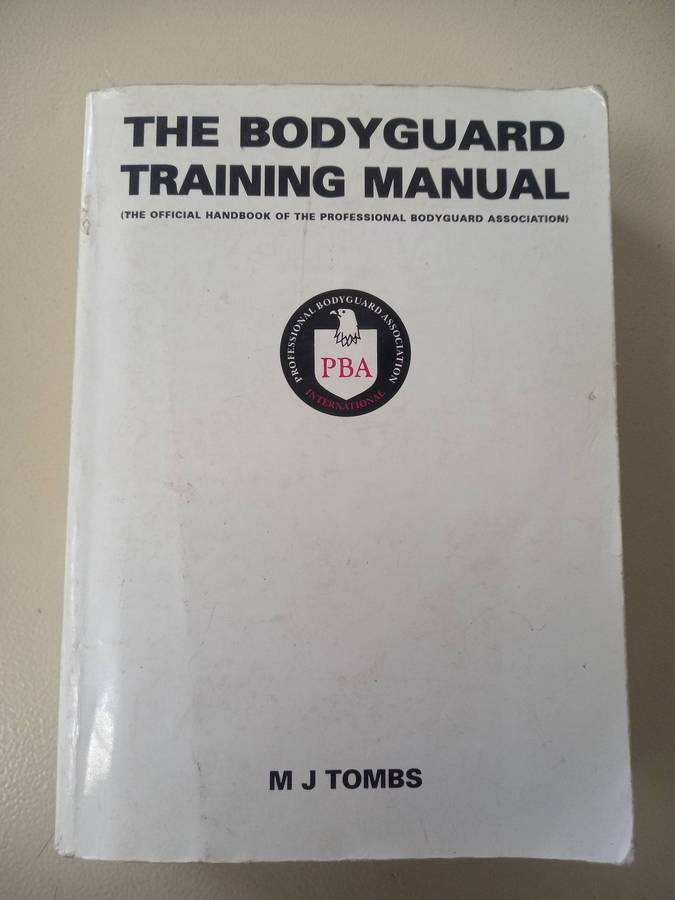 THE BODYGUARD
TRAINING MANUAL
(THE OFFICIAL HANDBOOK OF THE PROFESSIONAL BODYGUARD ASSOCIATION)
PROFESSIONAL BODYGUARD ASSOCIATION
PBA
INTERNATIONAL
M J TOMBS